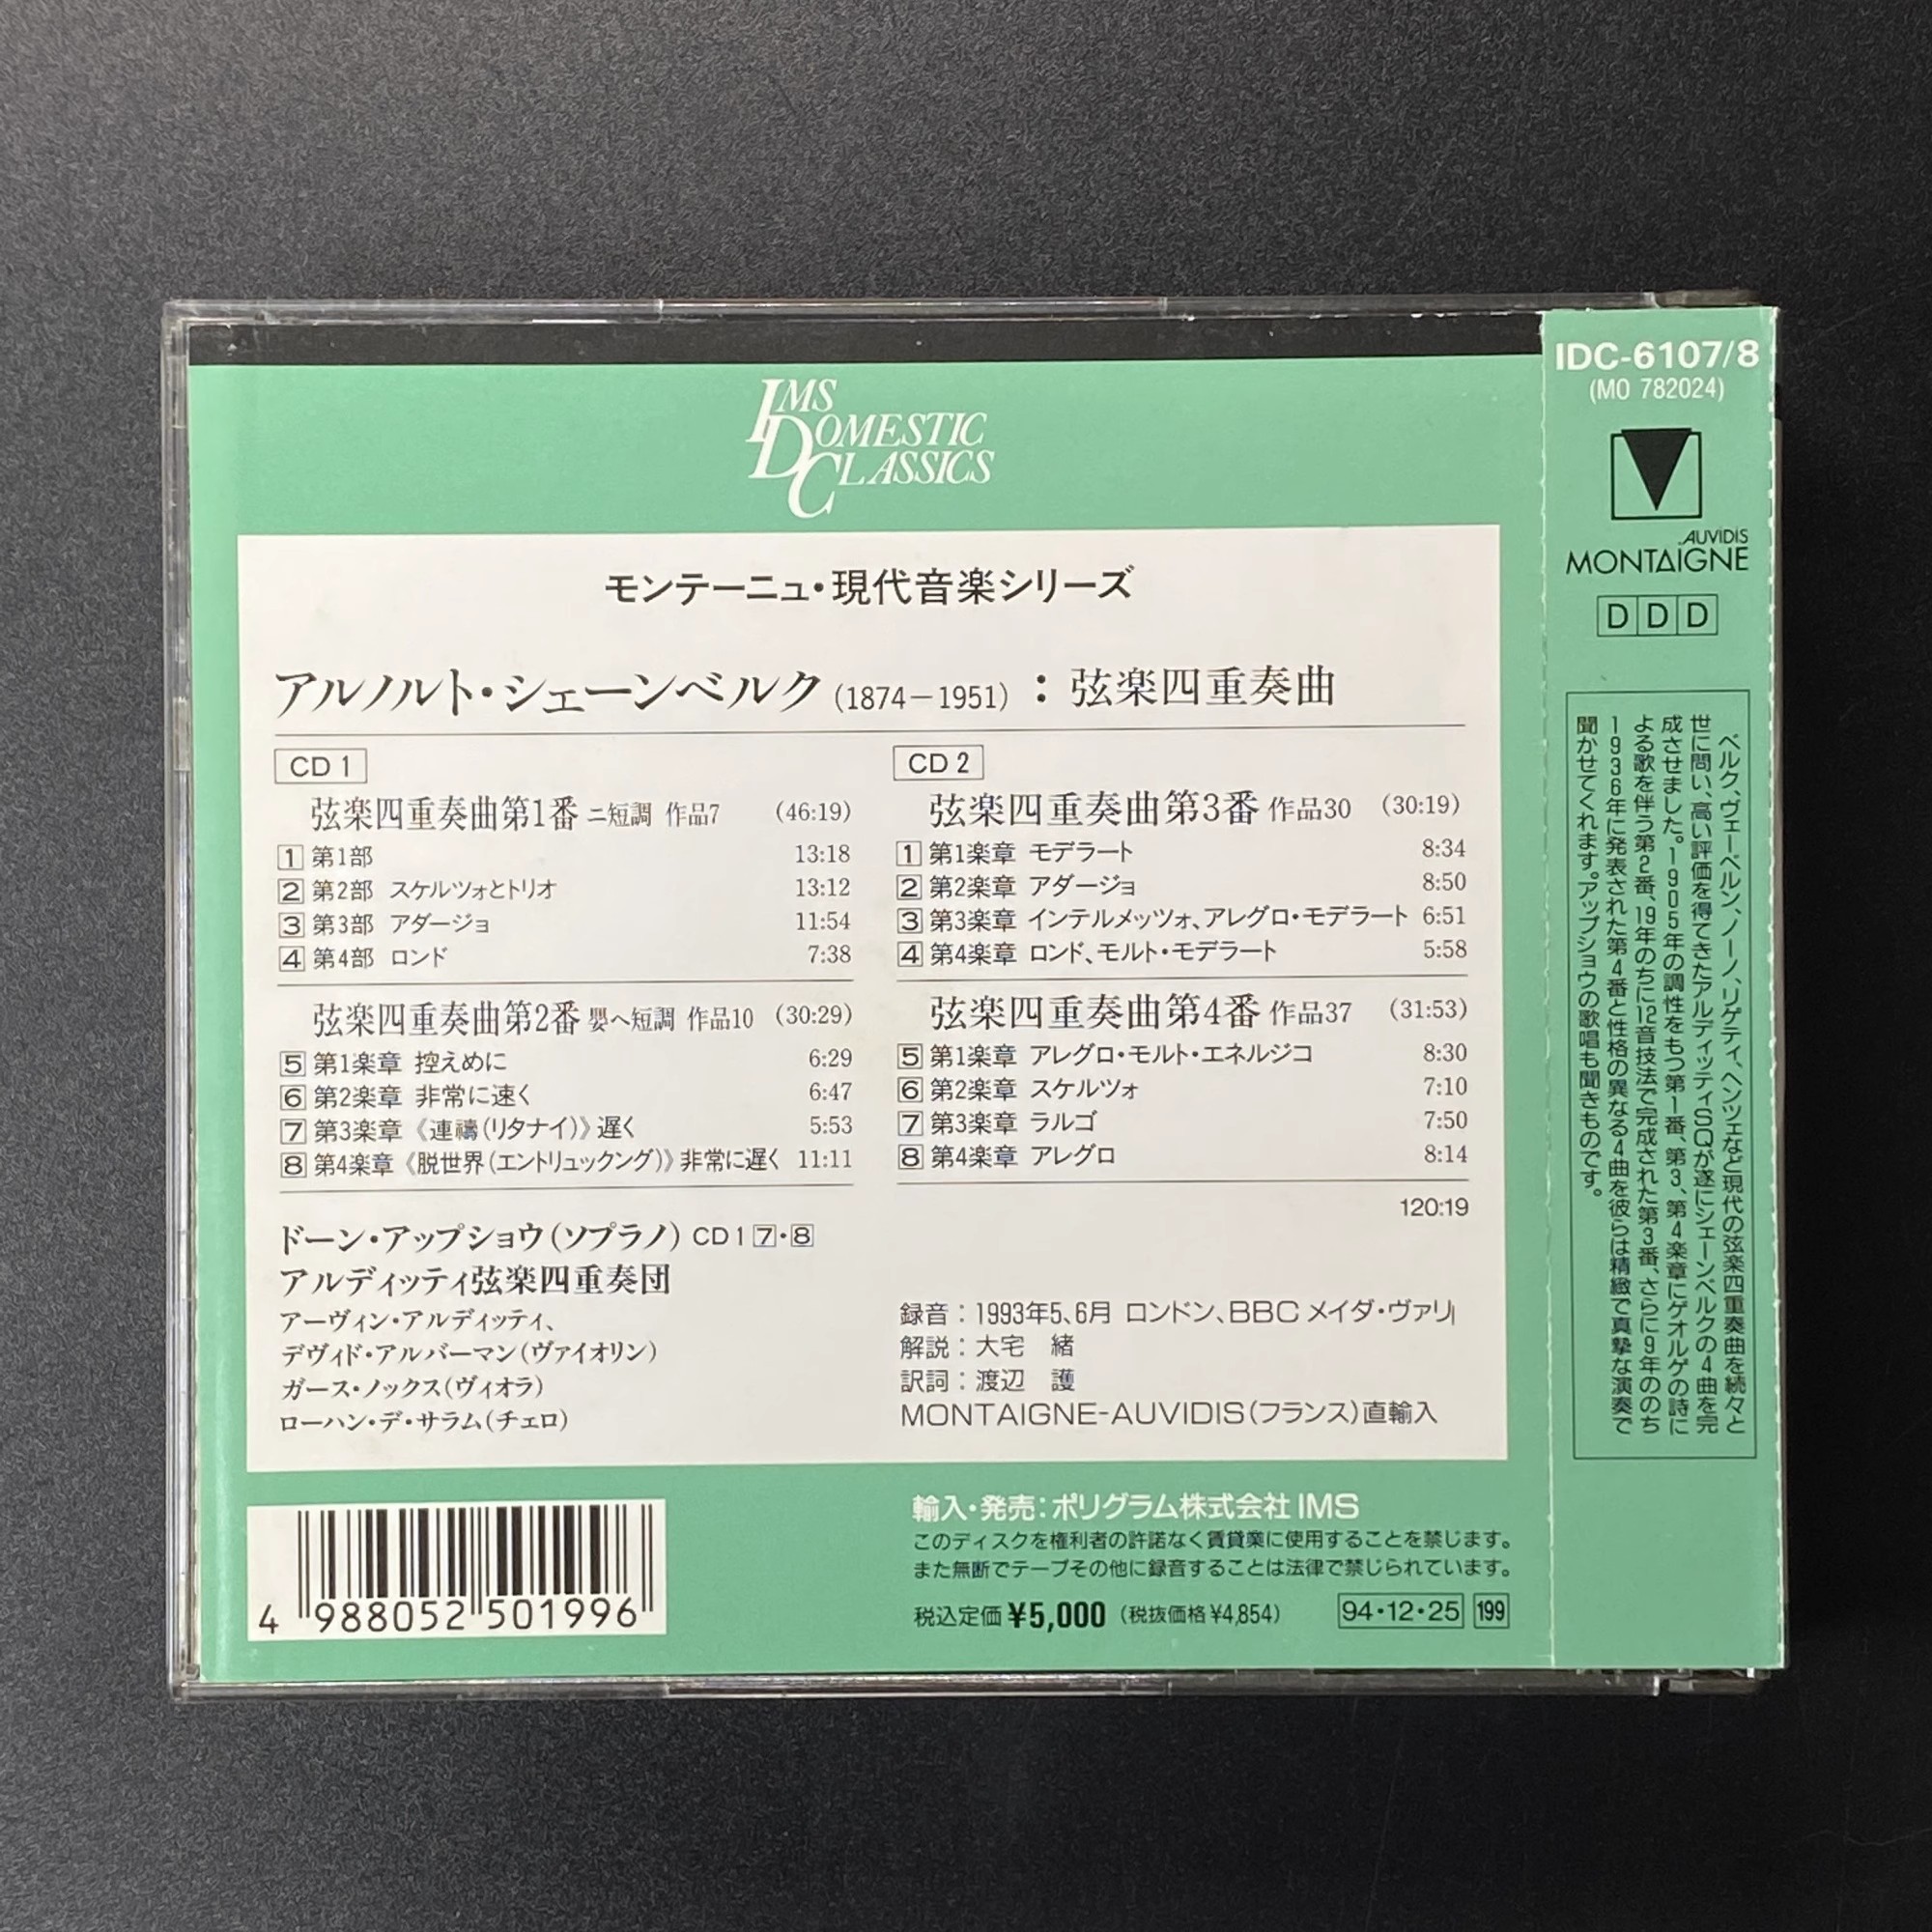 IMS
DOMESTIC
CLASSICS
モンテーニュ・現代音楽シリーズ
アルノルト・シェーンベルク(1874－1951)：弦楽四重奏曲
CD 1
弦楽四重奏曲第1番 ニ短調 作品7 (46:19)
1 第1部 13:18
2 第2部 スケルツォとトリオ 13:12
3 第3部 アダージョ 11:54
4 第4部 ロンド 7:38
弦楽四重奏曲第2番 嬰へ短調 作品10 (30:29)
5 第1楽章 控えめに 6:29
6 第2楽章 非常に速く 6:47
7 第3楽章《連禱(リタナイ)》遅く 5:53
8 第4楽章《脱世界(エントリュックング)》非常に遅く 11:11
ドーン・アップショウ(ソプラノ) CD1 7・8
アルディッティ弦楽四重奏団
アーヴィン・アルディッティ、
デヴィド・アルバーマン(ヴァイオリン)
ガース・ノックス(ヴィオラ)
ローハン・デ・サラム(チェロ)
CD 2
弦楽四重奏曲第3番 作品30 (30:19)
1 第1楽章 モデラート 8:34
2 第2楽章 アダージョ 8:50
3 第3楽章 インテルメッツォ、アレグロ・モデラート 6:51
4 第4楽章 ロンド、モルト・モデラート 5:58
弦楽四重奏曲第4番 作品37 (31:53)
5 第1楽章 アレグロ・モルト・エネルジコ 8:30
6 第2楽章 スケルツォ 7:10
7 第3楽章 ラルゴ 7:50
8 第4楽章 アレグロ 8:14
120:19
録音：1993年5、6月 ロンドン、BBC メイダ・ヴァリ
解説：大宅 緒
訳詞：渡辺 護
MONTAIGNE-AUVIDIS(フランス)直輸入
4 988052 501996
輸入・発売：ポリグラム株式会社 IMS
このディスクを権利者の許諾なく賃貸業に使用することを禁じます。
また無断でテープその他に録音することは法律で禁じられています。
税込定価 ¥5,000 (税抜価格 ¥4,854) 94・12・25 199
IDC-6107/8
(MO 782024)
AUVIDIS
MONTAIGNE
D D D
ベルク、ヴェーベルン、ノーノ、リゲティ、ヘンツェなど現代の弦楽四重奏曲を続々と
世に問い、高い評価を得てきたアルディッティSQが遂にシェーンベルクの4曲を完
成させました。1905年の調性をもつ第1番、第3、第4楽章にゲオルゲの詩に
よる歌を伴う第2番、19年のちに12音技法で完成された第3番、さらに9年ののち
1936年に発表された第4番と性格の異なる4曲を彼らは精緻で真摯な演奏で
聞かせてくれます。アップショウの歌唱も聞きものです。